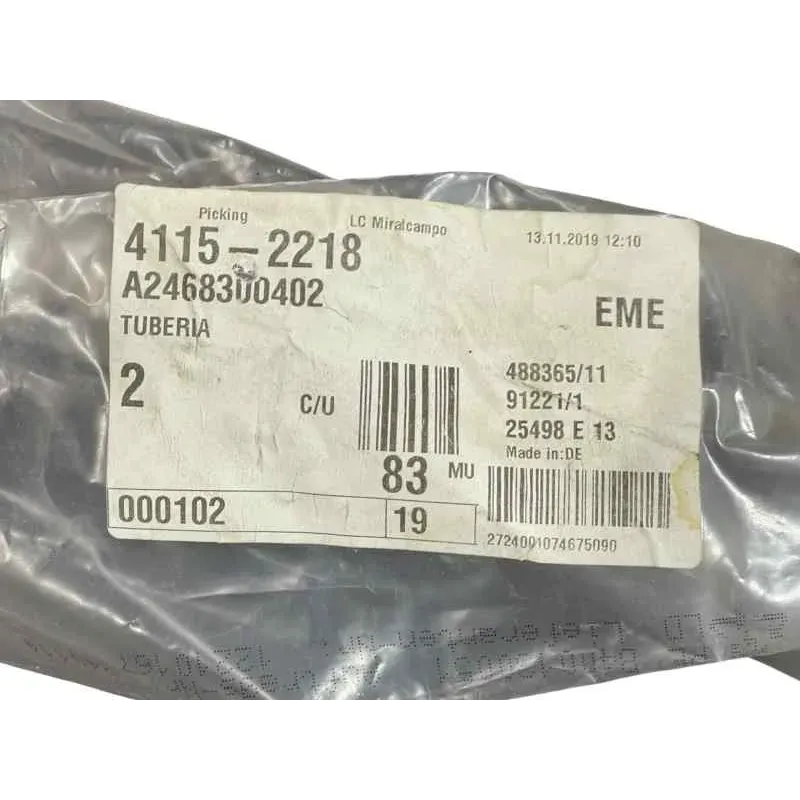 Picking LC Miralcampo 13.11.2019 12:10
4115-2218
A2468300402 EME
TUBERIA
2 C/U 488365/11
91221/1
25498 E 13
Made in:DE
83 MU
000102 19
2724001074675090